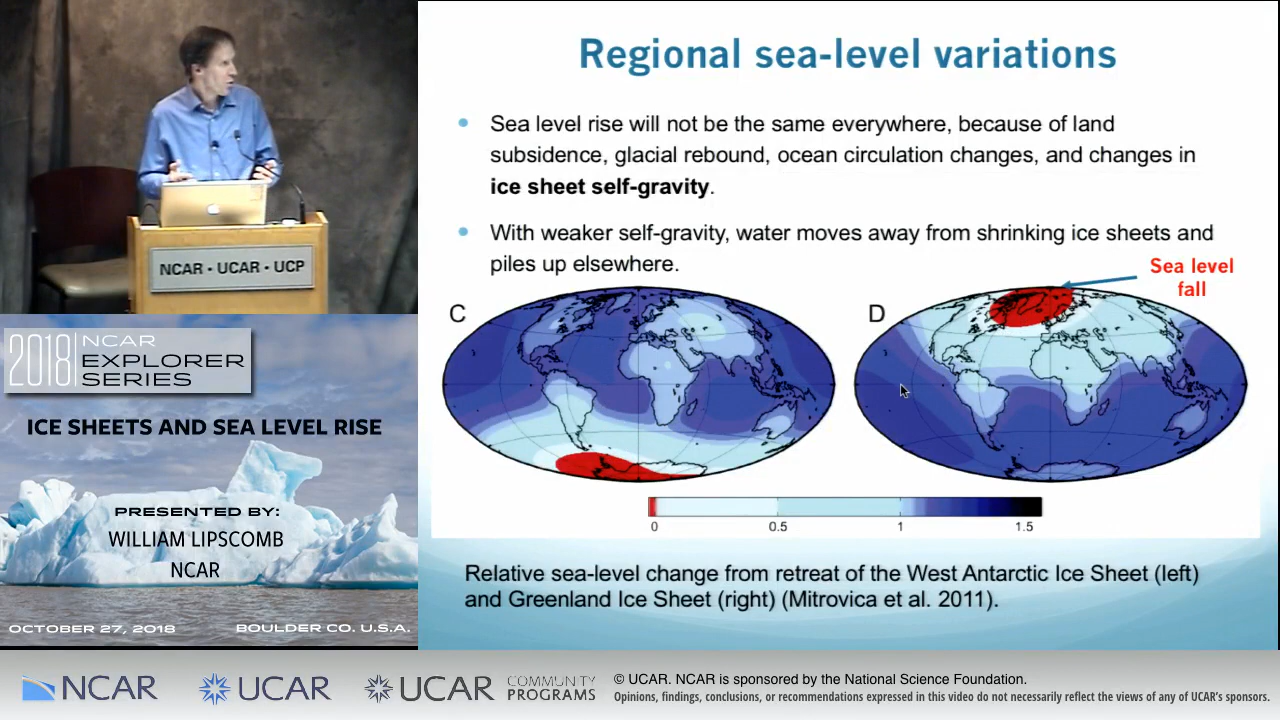 Regional sea-level variations
Sea level rise will not be the same everywhere, because of land
subsidence, glacial rebound, ocean circulation changes, and changes in
ice sheet self-gravity.
With weaker self-gravity, water moves away from shrinking ice sheets and
piles up elsewhere.
Sea level
fall
C
D
0
0.5
1
1.5
Relative sea-level change from retreat of the West Antarctic Ice Sheet (left)
and Greenland Ice Sheet (right) (Mitrovica et al. 2011).
NCAR • UCAR • UCP
2018
NCAR
EXPLORER
SERIES
ICE SHEETS AND SEA LEVEL RISE
PRESENTED BY:
WILLIAM LIPSCOMB
NCAR
OCTOBER 27, 2018
BOULDER CO. U.S.A.
NCAR
UCAR
UCAR
COMMUNITY
PROGRAMS
© UCAR. NCAR is sponsored by the National Science Foundation.
Opinions, findings, conclusions, or recommendations expressed in this video do not necessarily reflect the views of any of UCAR's sponsors.